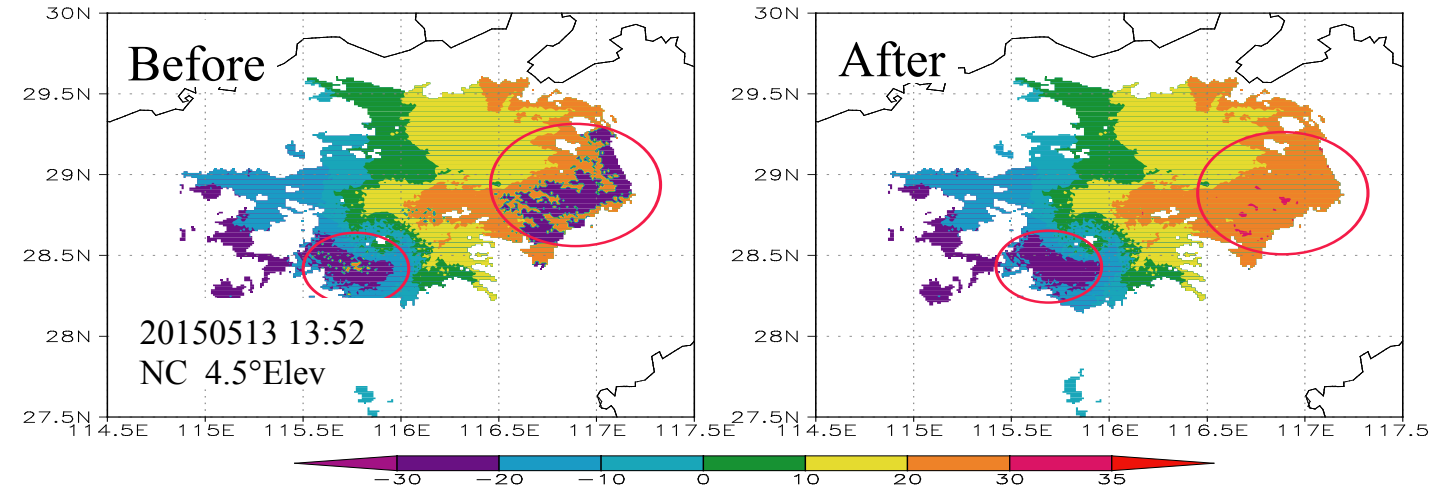 30N
29.5N
29N
28.5N
28N
27.5N
114.5E 115E 115.5E 116E 116.5E 117E 117.5E
Before
20150513 13:52
NC 4.5°Elev
30N
29.5N
29N
28.5N
28N
27.5N
114.5E 115E 115.5E 116E 116.5E 117E 117.5
After
−30 −20 −10 0 10 20 30 35